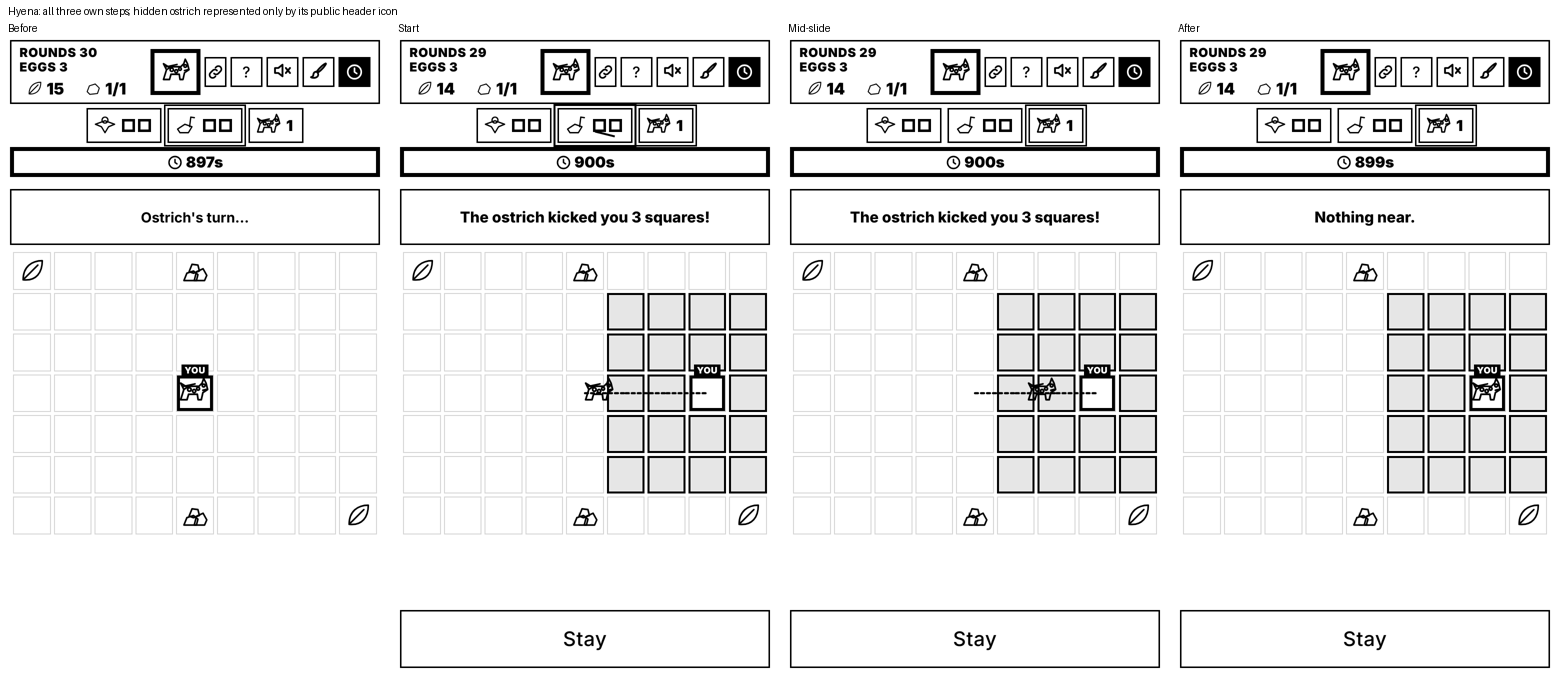 Hyena: all three own steps; hidden ostrich represented only by its public header icon
Before
ROUNDS 30
EGGS 3
15 1/1
?
1
897s
Ostrich's turn...
YOU
Start
ROUNDS 29
EGGS 3
14 1/1
?
1
900s
The ostrich kicked you 3 squares!
YOU
Stay
Mid-slide
ROUNDS 29
EGGS 3
14 1/1
?
1
900s
The ostrich kicked you 3 squares!
YOU
Stay
After
ROUNDS 29
EGGS 3
14 1/1
?
1
899s
Nothing near.
YOU
Stay